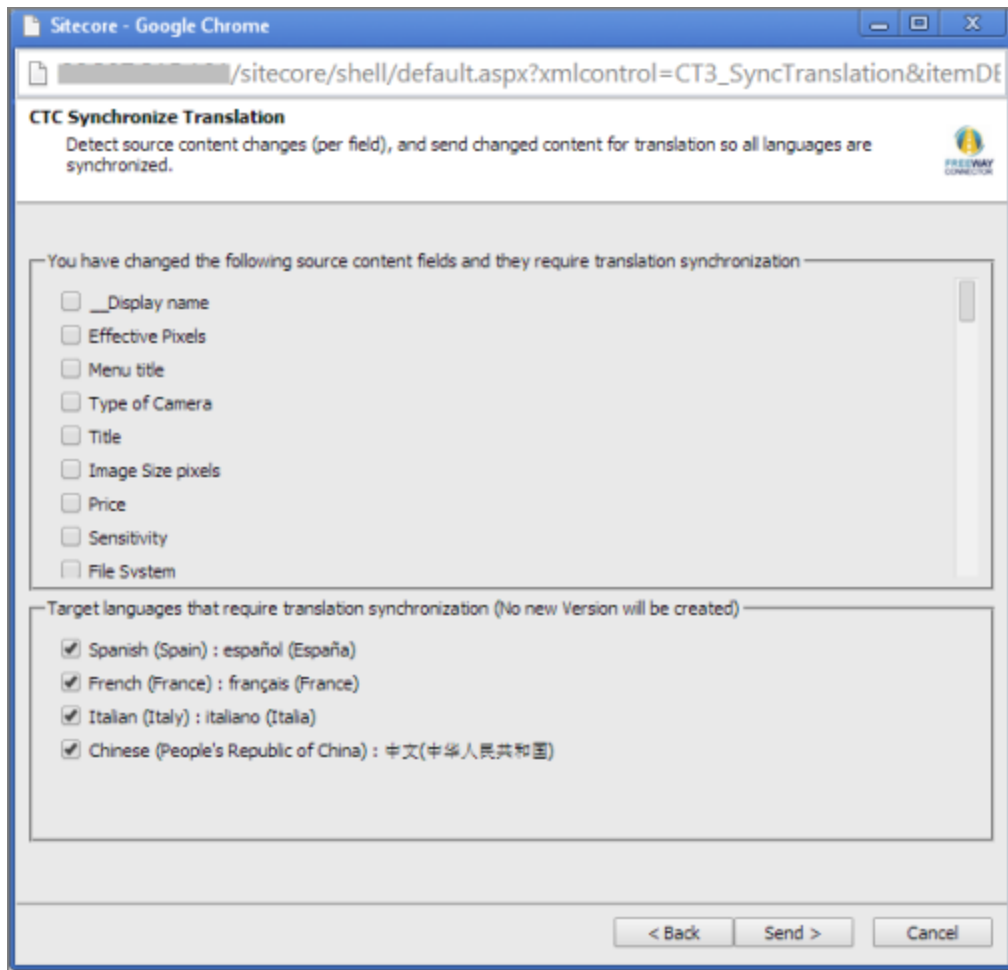 Sitecore - Google Chrome
/sitecore/shell/default.aspx?xmlcontrol=CT3_SyncTranslation&itemDE
CTC Synchronize Translation
Detect source content changes (per field), and send changed content for translation so all languages are
synchronized.
FREEWAY
CONNECTOR
You have changed the following source content fields and they require translation synchronization
__Display name
Effective Pixels
Menu title
Type of Camera
Title
Image Size pixels
Price
Sensitivity
File System
Target languages that require translation synchronization (No new Version will be created)
Spanish (Spain) : español (España)
French (France) : français (France)
Italian (Italy) : italiano (Italia)
Chinese (People's Republic of China) : 中文(中华人民共和国)
< Back
Send >
Cancel